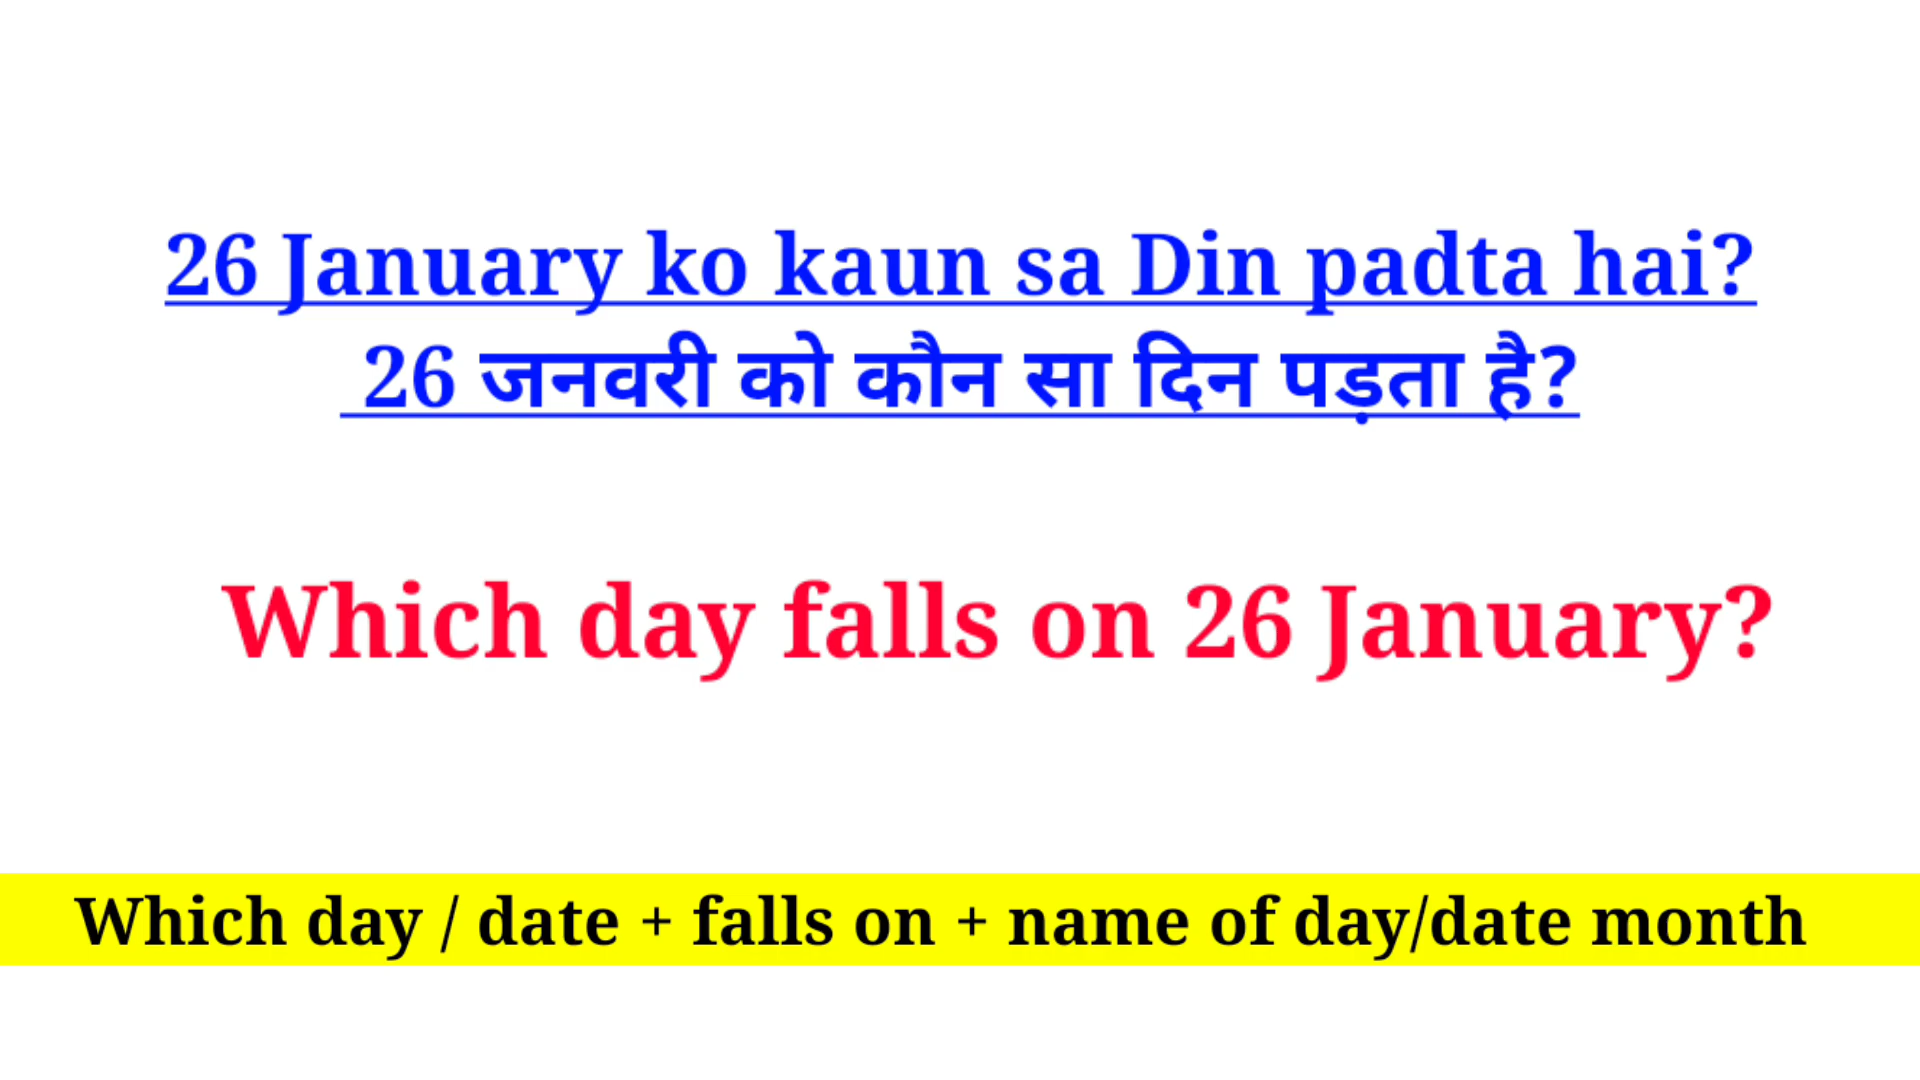 26 January ko kaun sa Din padta hai?
26 जनवरी को कौन सा दिन पड़ता है?
Which day falls on 26 January?
Which day / date + falls on + name of day/date month